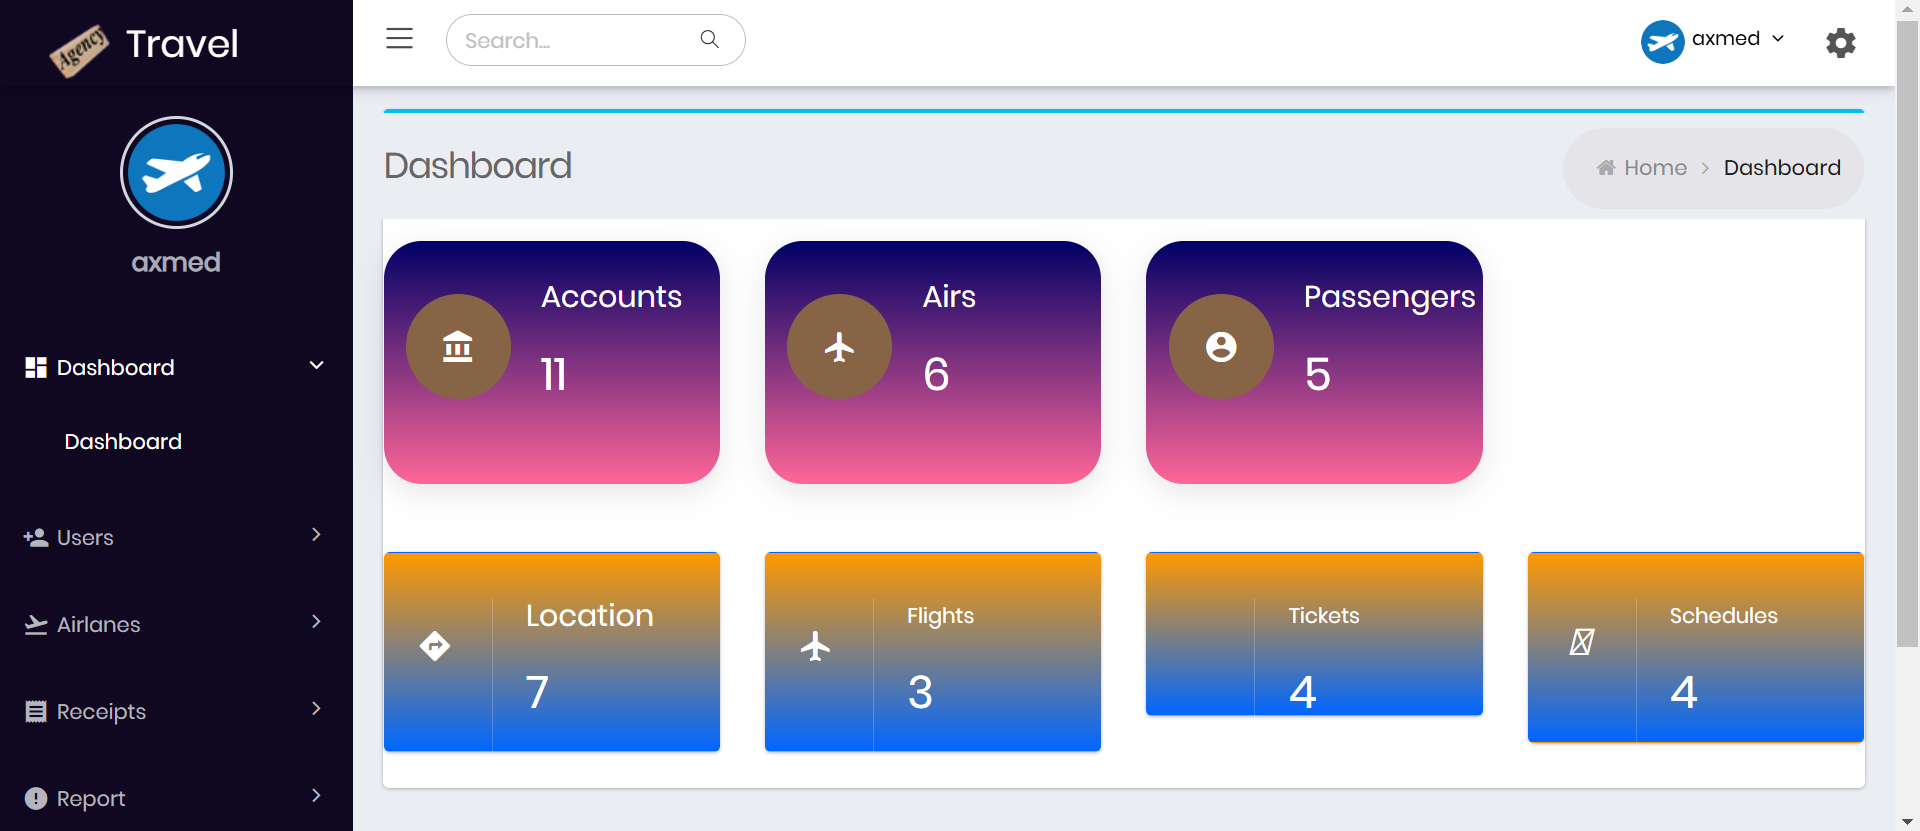 Agency Travel
Search...
axmed
axmed
Dashboard
Dashboard
Users
Airlanes
Receipts
Report
Dashboard
Home > Dashboard
Accounts
11
Airs
6
Passengers
5
Location
7
Flights
3
Tickets
4
Schedules
4